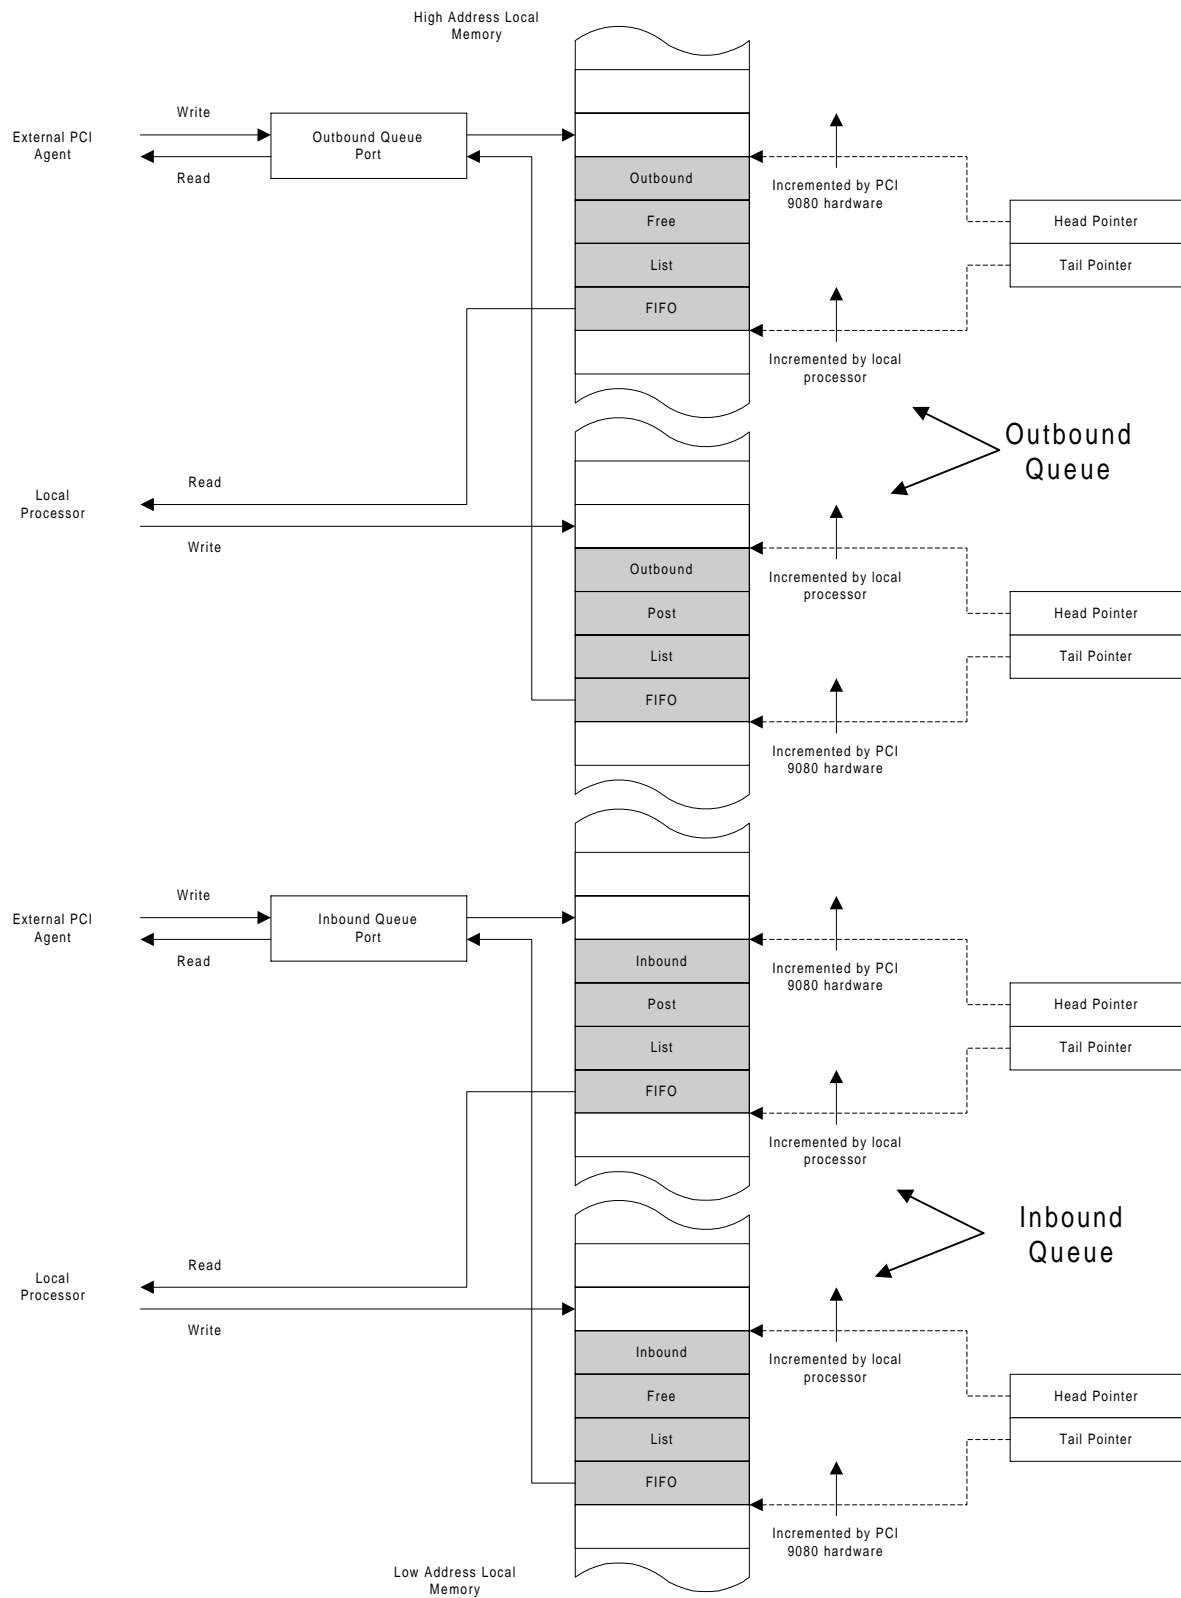 High Address Local
Memory
Write
External PCI
Agent
Outbound Queue
Port
Read
Outbound
Free
List
FIFO
Incremented by PCI
9080 hardware
Head Pointer
Tail Pointer
Incremented by local
processor
Outbound
Queue
Read
Local
Processor
Write
Outbound
Post
List
FIFO
Incremented by local
processor
Head Pointer
Tail Pointer
Incremented by PCI
9080 hardware
Write
External PCI
Agent
Inbound Queue
Port
Read
Inbound
Post
List
FIFO
Incremented by PCI
9080 hardware
Head Pointer
Tail Pointer
Incremented by local
processor
Inbound
Queue
Read
Local
Processor
Write
Inbound
Free
List
FIFO
Incremented by local
processor
Head Pointer
Tail Pointer
Incremented by PCI
9080 hardware
Low Address Local
Memory